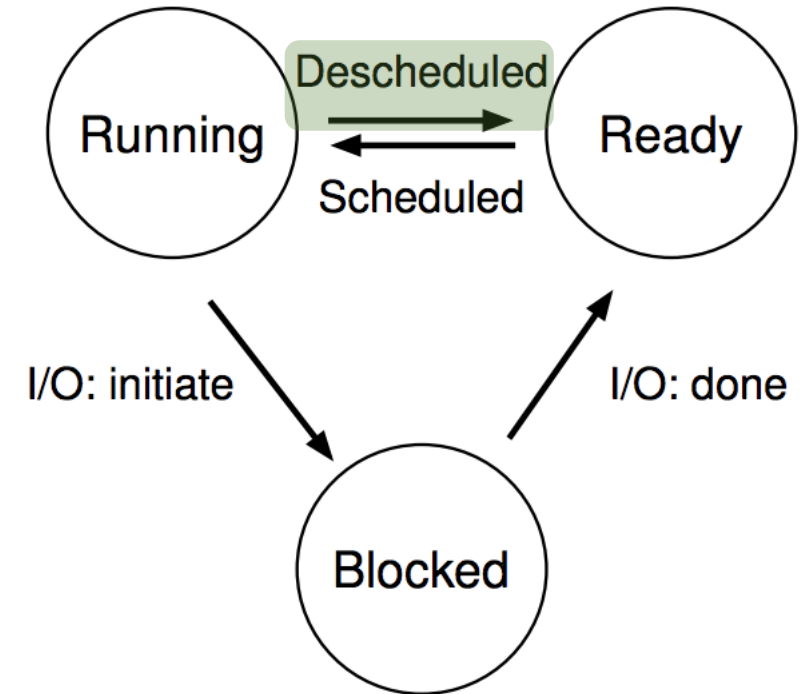 Descheduled
Running
Ready
Scheduled
I/O: initiate
I/O: done
Blocked